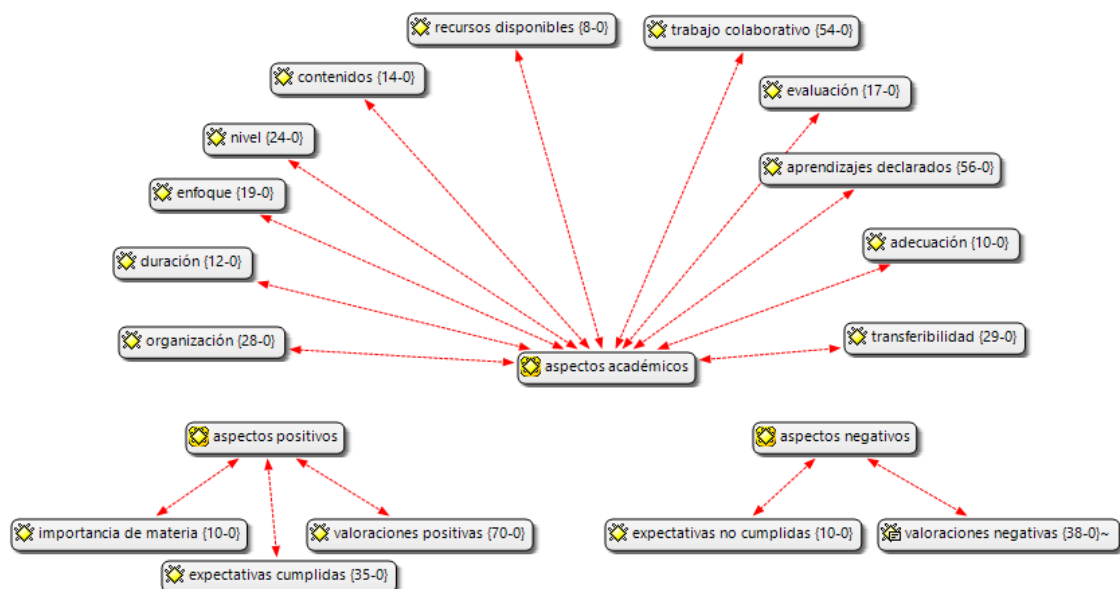 recursos disponibles {8-0}
trabajo colaborativo {54-0}
contenidos {14-0}
evaluación {17-0}
nivel {24-0}
aprendizajes declarados {56-0}
enfoque {19-0}
adecuación {10-0}
duración {12-0}
transferibilidad {29-0}
organización {28-0}
aspectos académicos
aspectos positivos
aspectos negativos
importancia de materia {10-0}
valoraciones positivas {70-0}
expectativas no cumplidas {10-0}
valoraciones negativas {38-0}~
expectativas cumplidas {35-0}